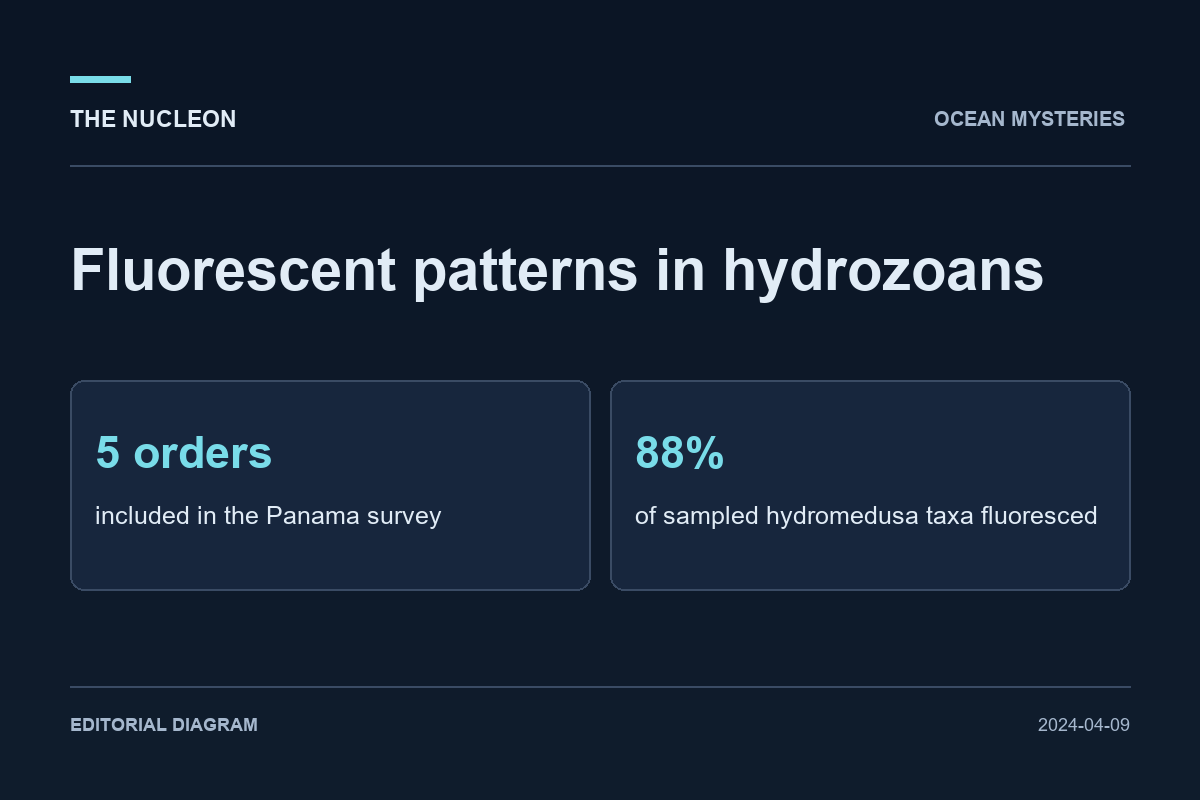 THE NUCLEON
OCEAN MYSTERIES
Fluorescent patterns in hydrozoans
5 orders
included in the Panama survey
88%
of sampled hydromedusa taxa fluoresced
EDITORIAL DIAGRAM
2024-04-09